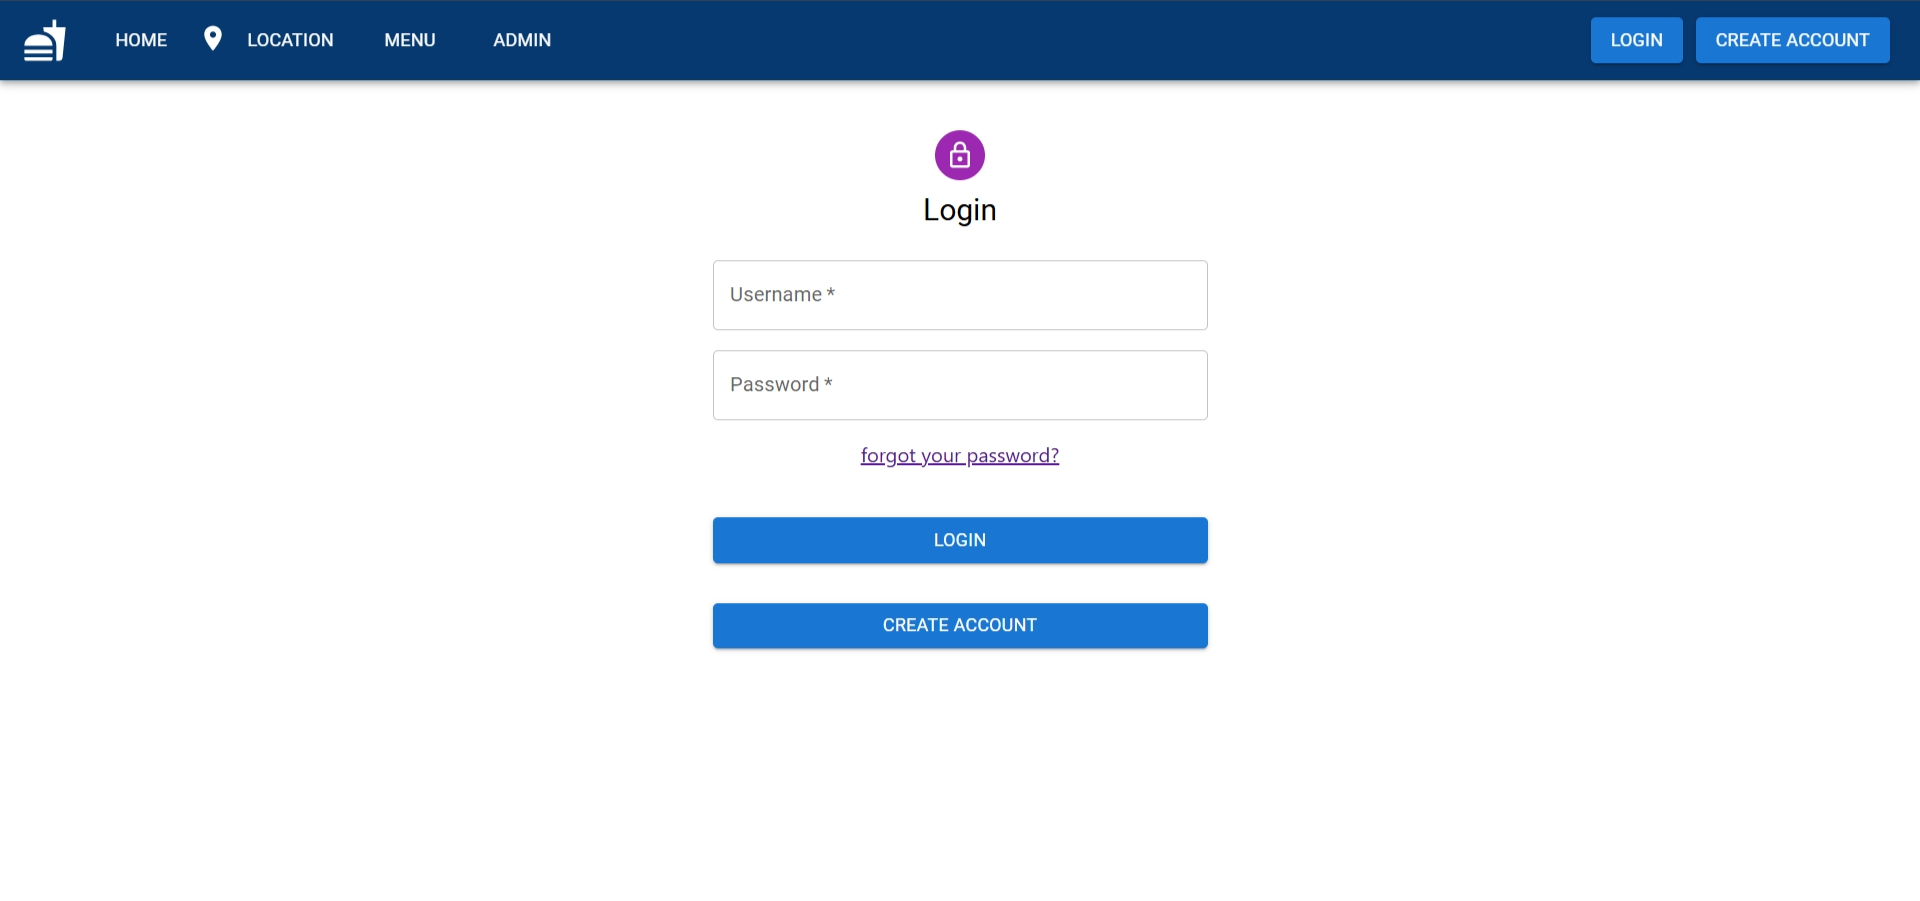 HOME LOCATION MENU ADMIN LOGIN CREATE ACCOUNT
Login
Username *
Password *
forgot your password?
LOGIN
CREATE ACCOUNT